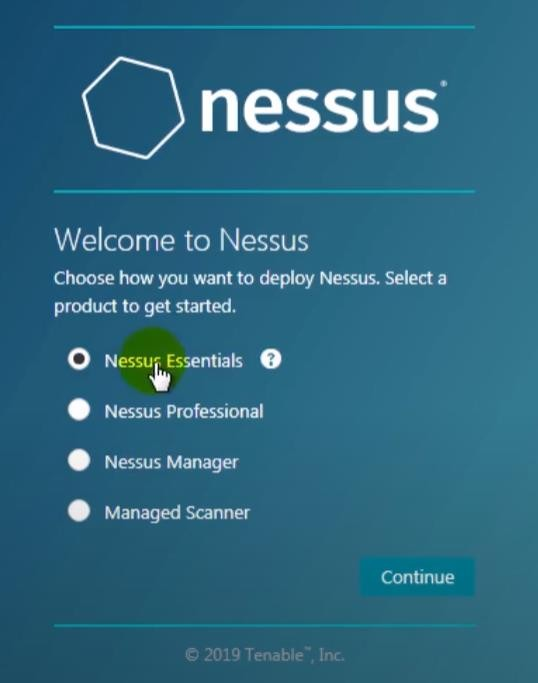 nessus®
Welcome to Nessus
Choose how you want to deploy Nessus. Select a
product to get started.
Nessus Essentials ?
Nessus Professional
Nessus Manager
Managed Scanner
Continue
© 2019 Tenable™, Inc.